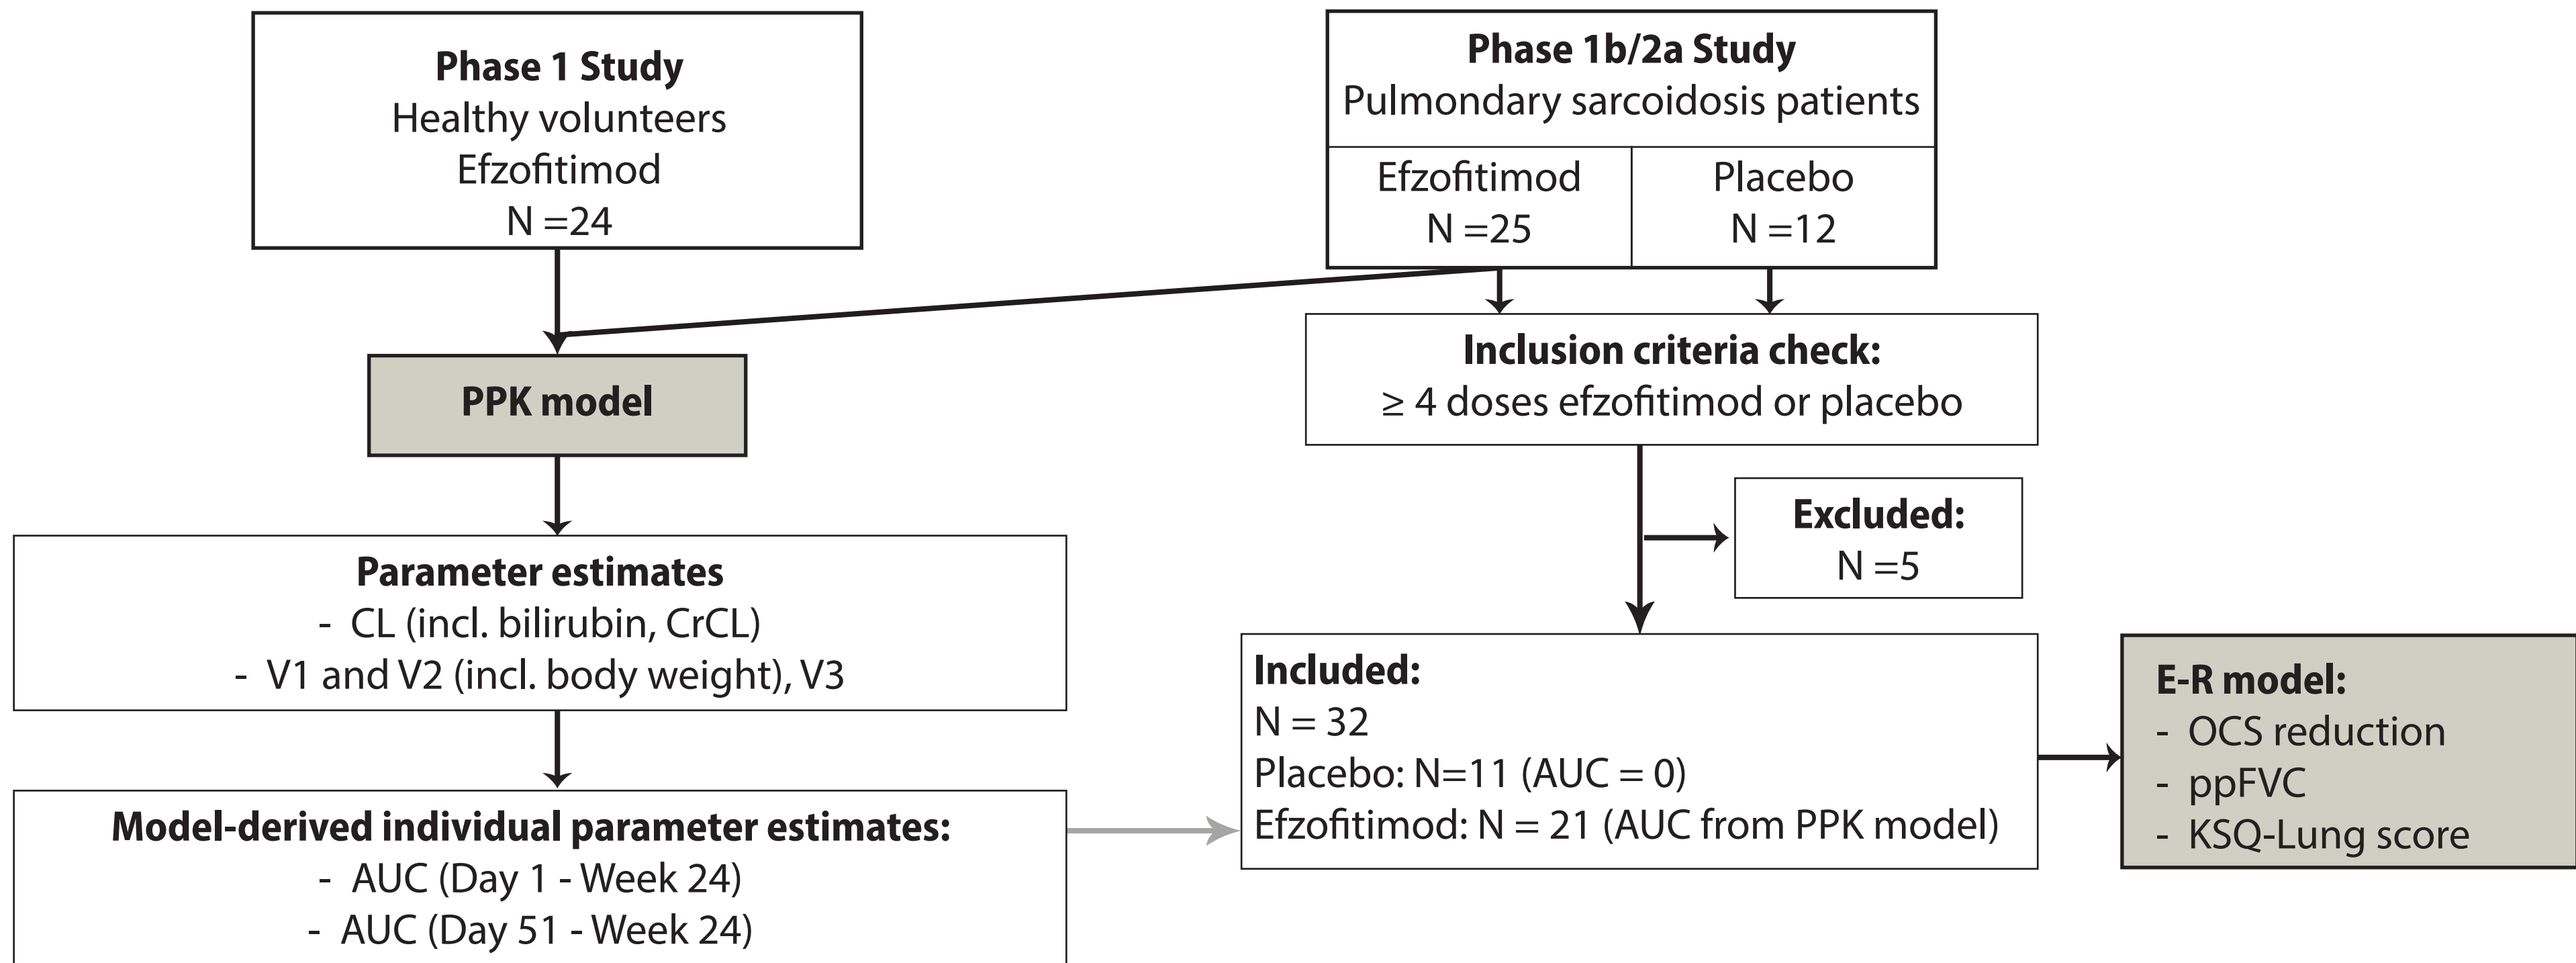 Phase 1 Study
Healthy volunteers
Efzofitimod
N =24
Phase 1b/2a Study
Pulmondary sarcoidosis patients
Efzofitimod
N =25
Placebo
N =12
PPK model
Inclusion criteria check:
≥ 4 doses efzofitimod or placebo
Excluded:
N =5
Parameter estimates
- CL (incl. bilirubin, CrCL)
- V1 and V2 (incl. body weight), V3
Included:
N = 32
Placebo: N=11 (AUC = 0)
Efzofitimod: N = 21 (AUC from PPK model)
E-R model:
- OCS reduction
- ppFVC
- KSQ-Lung score
Model-derived individual parameter estimates:
- AUC (Day 1 - Week 24)
- AUC (Day 51 - Week 24)